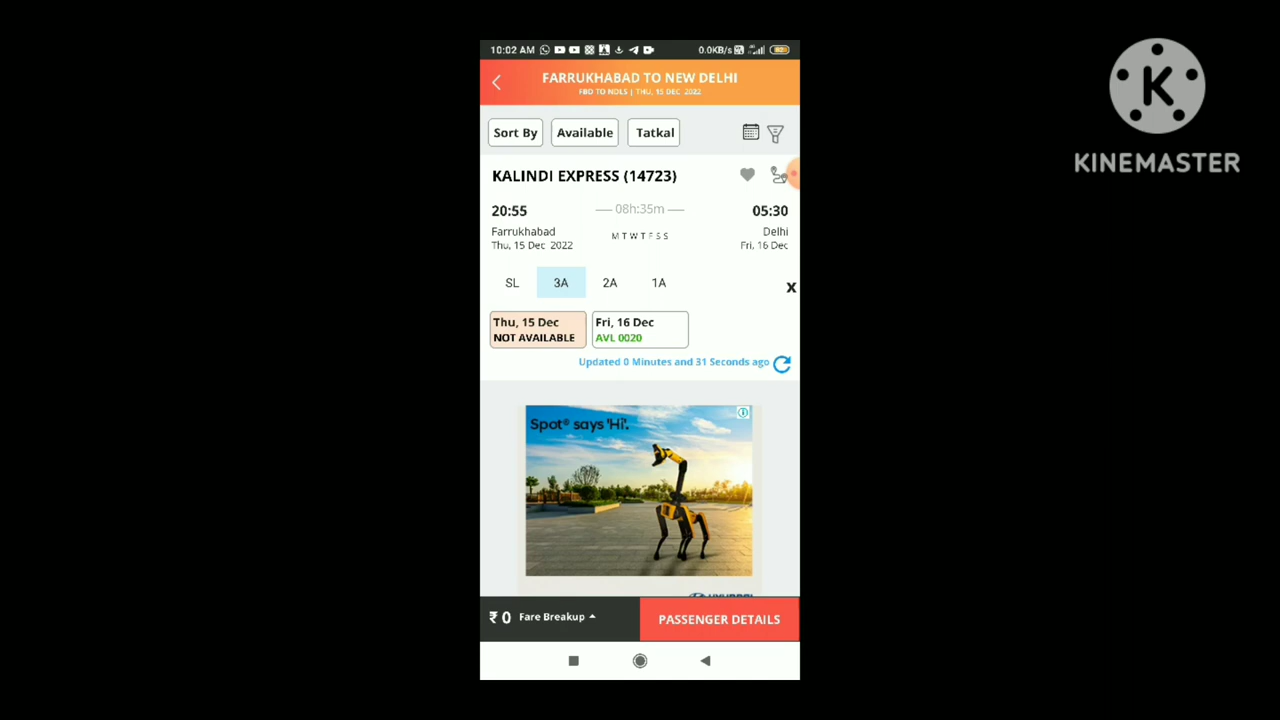 10:02 AM
0.0KB/s
FARRUKHABAD TO NEW DELHI
FBD TO NDLS | THU, 15 DEC 2022
Sort By
Available
Tatkal
KALINDI EXPRESS (14723)
20:55
08h:35m
05:30
Farrukhabad
M T W T F S S
Delhi
Thu, 15 Dec 2022
Fri, 16 Dec
SL
3A
2A
1A
X
Thu, 15 Dec
Fri, 16 Dec
NOT AVAILABLE
AVL 0020
Updated 0 Minutes and 31 Seconds ago
Spot® says 'Hi'.
HYUNDAI
₹ 0 Fare Breakup
PASSENGER DETAILS
K
KINEMASTER